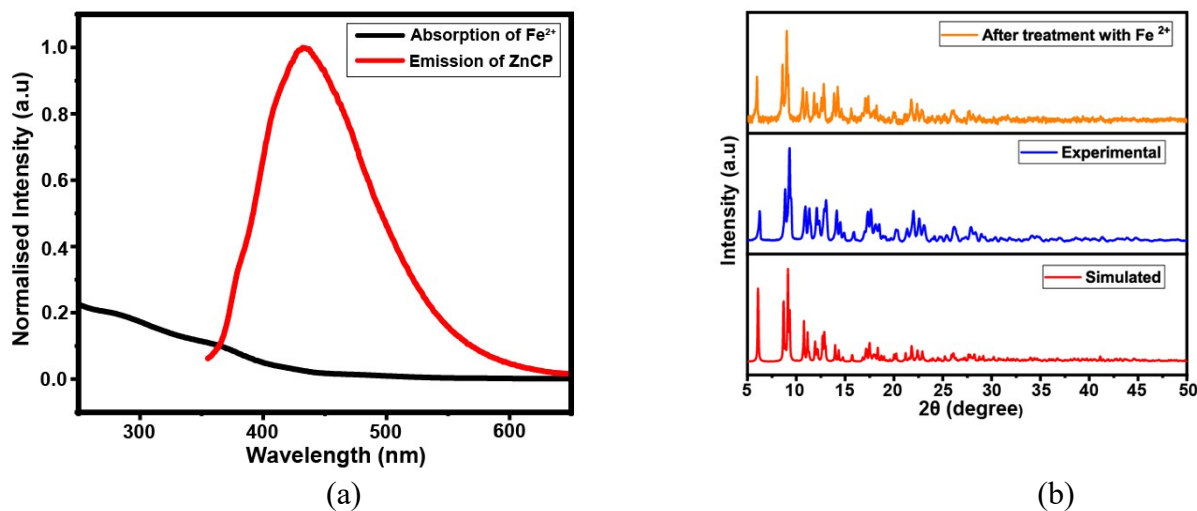 Absorption of Fe²⁺
Emission of ZnCP
Normalised Intensity (a.u)
1.0
0.8
0.6
0.4
0.2
0.0
300 400 500 600
Wavelength (nm)
(a)
After treatment with Fe ²⁺
Experimental
Simulated
Intensity (a.u)
5 10 15 20 25 30 35 40 45 50
2θ (degree)
(b)